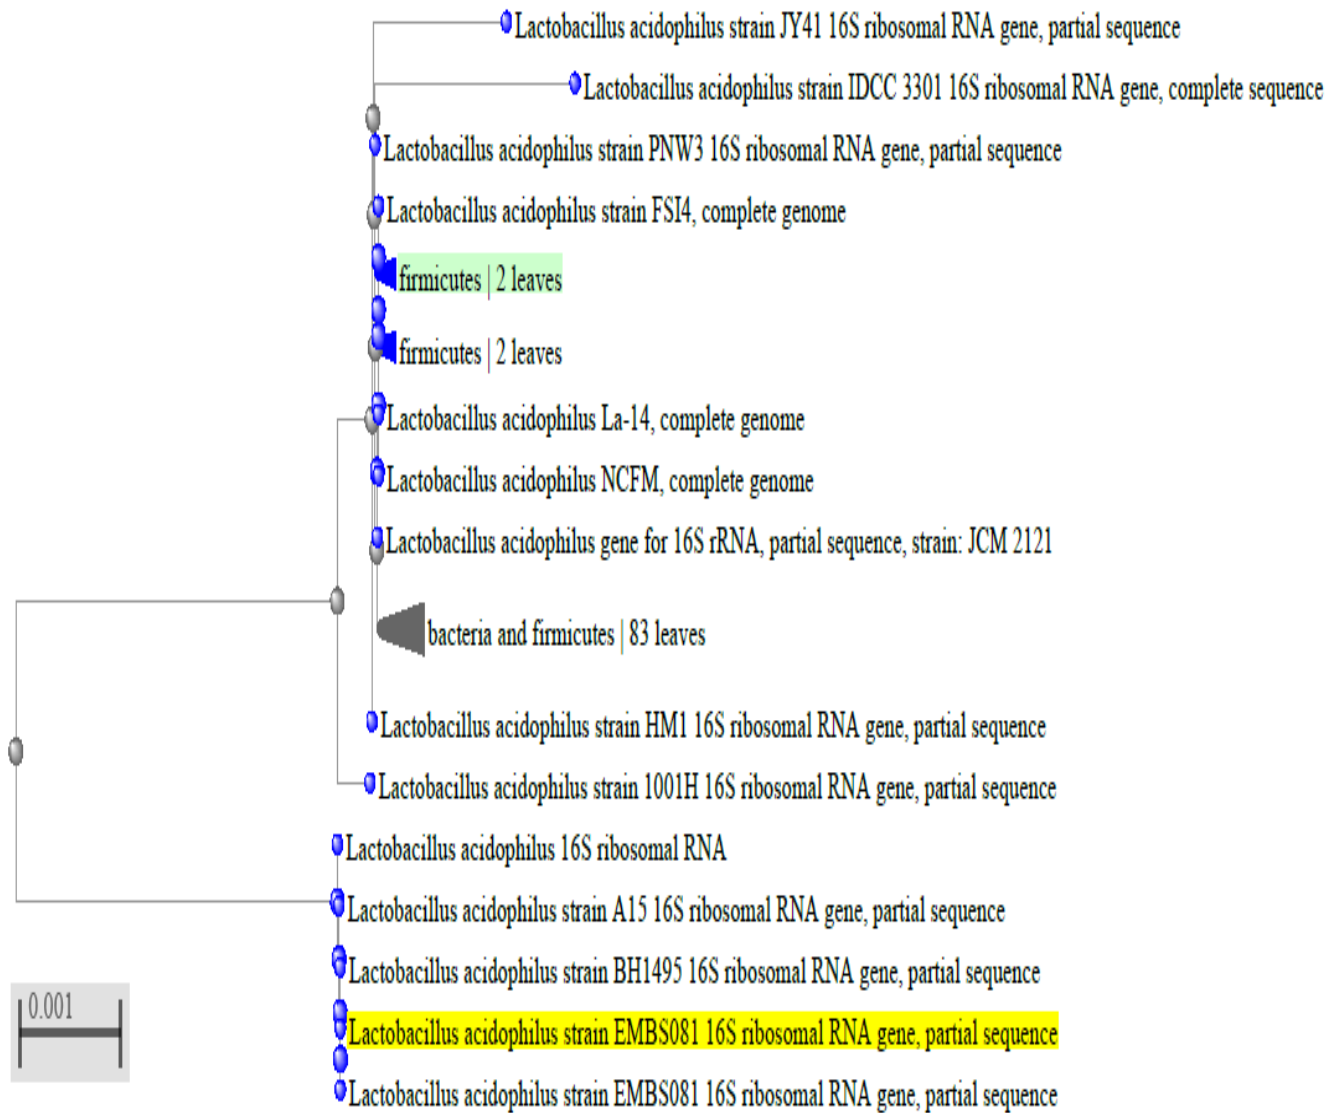 Lactobacillus acidophilus strain JY41 16S ribosomal RNA gene, partial sequence
Lactobacillus acidophilus strain IDCC 3301 16S ribosomal RNA gene, complete sequence
Lactobacillus acidophilus strain PNW3 16S ribosomal RNA gene, partial sequence
Lactobacillus acidophilus strain FSI4, complete genome
firmicutes | 2 leaves
firmicutes | 2 leaves
Lactobacillus acidophilus La-14, complete genome
Lactobacillus acidophilus NCFM, complete genome
Lactobacillus acidophilus gene for 16S rRNA, partial sequence, strain: JCM 2121
bacteria and firmicutes | 83 leaves
Lactobacillus acidophilus strain HM1 16S ribosomal RNA gene, partial sequence
Lactobacillus acidophilus strain 1001H 16S ribosomal RNA gene, partial sequence
Lactobacillus acidophilus 16S ribosomal RNA
Lactobacillus acidophilus strain A15 16S ribosomal RNA gene, partial sequence
Lactobacillus acidophilus strain BH1495 16S ribosomal RNA gene, partial sequence
0.001
Lactobacillus acidophilus strain EMBS081 16S ribosomal RNA gene, partial sequence
Lactobacillus acidophilus strain EMBS081 16S ribosomal RNA gene, partial sequence